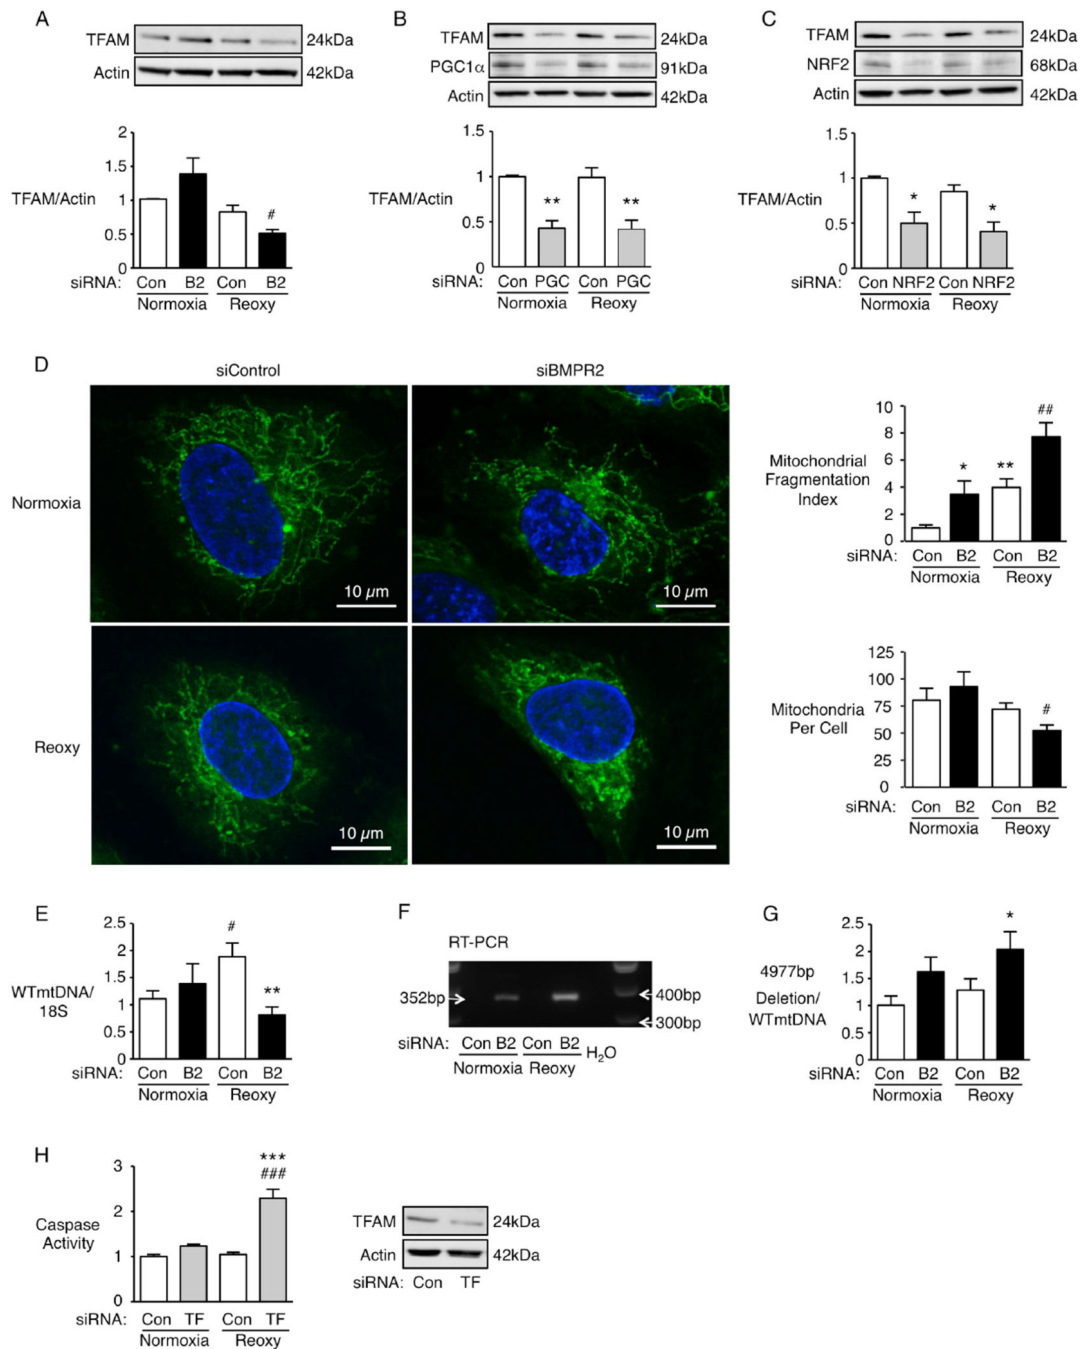 A
TFAM
24kDa
Actin
42kDa
2
1.5
1
0.5
0
TFAM/Actin
#
siRNA: Con B2 Con B2
Normoxia Reoxy
B
TFAM
24kDa
PGC1α
91kDa
Actin
42kDa
1.5
1
0.5
0
TFAM/Actin
** **
siRNA: Con PGC Con PGC
Normoxia Reoxy
C
TFAM
24kDa
NRF2
68kDa
Actin
42kDa
1.5
1
0.5
0
TFAM/Actin
* *
siRNA: Con NRF2 Con NRF2
Normoxia Reoxy
D
siControl siBMPR2
Normoxia
10 µm 10 µm
Reoxy
10 µm 10 µm
10
8
6
4
2
0
Mitochondrial
Fragmentation
Index
* ** ##
siRNA: Con B2 Con B2
Normoxia Reoxy
125
100
75
50
25
0
Mitochondria
Per Cell
#
siRNA: Con B2 Con B2
Normoxia Reoxy
E
2.5
2
1.5
1
0.5
0
WTmtDNA/
18S
# **
siRNA: Con B2 Con B2
Normoxia Reoxy
F
RT-PCR
352bp
400bp
300bp
siRNA: Con B2 Con B2 H2O
Normoxia Reoxy
G
2.5
2
1.5
1
0.5
0
4977bp
Deletion/
WTmtDNA
*
siRNA: Con B2 Con B2
Normoxia Reoxy
H
3
2
1
0
Caspase
Activity
***
###
siRNA: Con TF Con TF
Normoxia Reoxy
TFAM
24kDa
Actin
42kDa
siRNA: Con TF